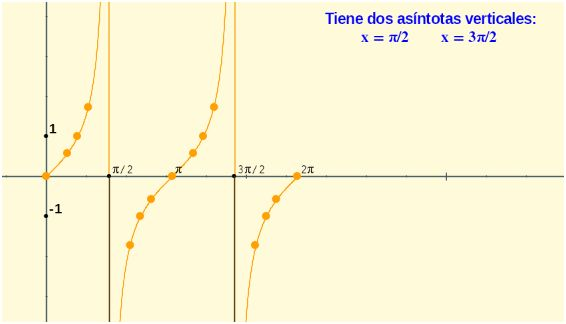 Tiene dos asíntotas verticales:
x = π/2 x = 3π/2
1
π/2 π 3π/2 2π
-1